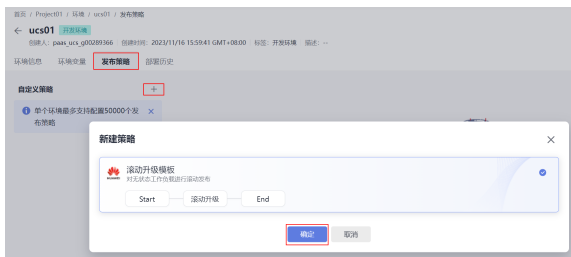 首页 / Project01 / 环境 / ucs01 / 发布策略
← ucs01 开发环境
创建人: paas_ucs_g00289366 创建时间: 2023/11/16 15:59:41 GMT+08:00 标签: 开发环境 描述: --
环境信息 环境变量 发布策略 部署历史
自定义策略 +
单个环境最多支持配置50000个发
布策略
新建策略
滚动升级模板
对无状态工作负载进行滚动发布
Start 滚动升级 End
确定 取消